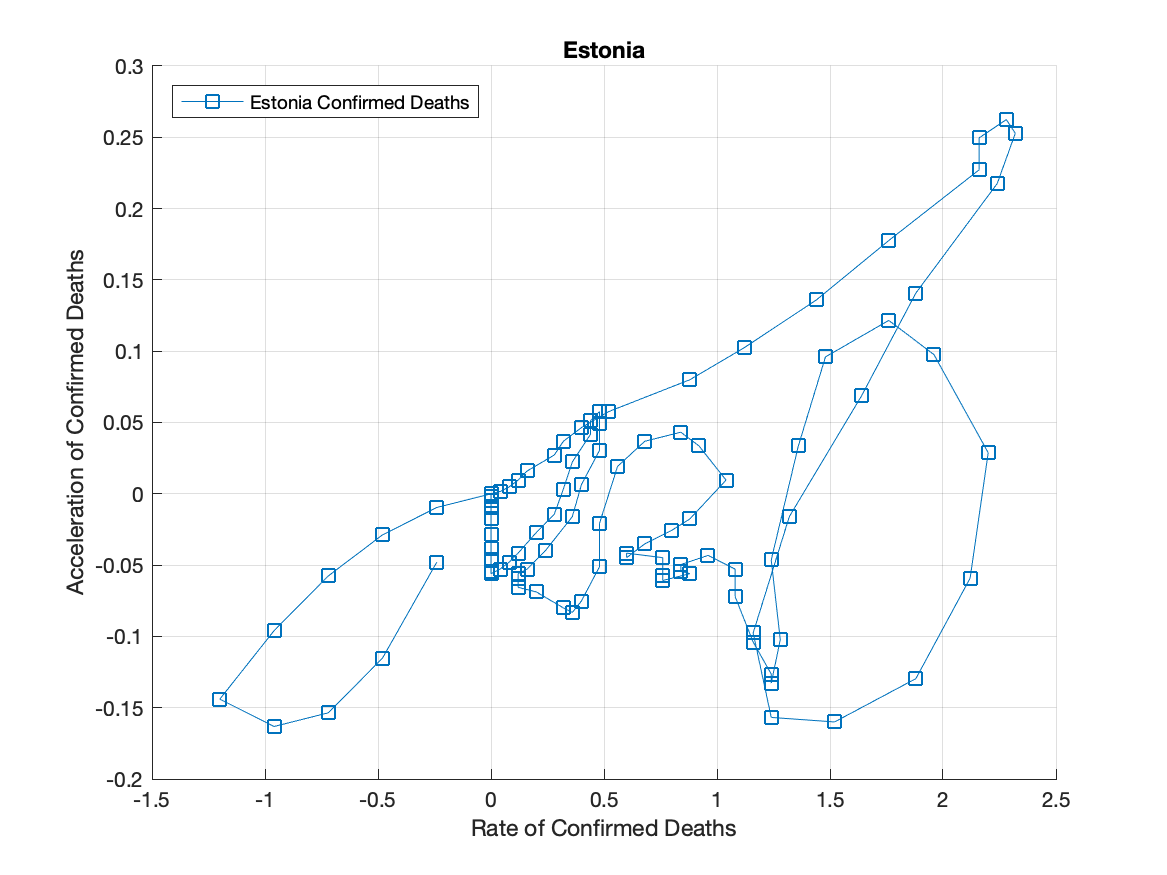 Estonia
Estonia Confirmed Deaths
0.3
0.25
0.2
0.15
0.1
0.05
0
-0.05
-0.1
-0.15
-0.2
Acceleration of Confirmed Deaths
-1.5 -1 -0.5 0 0.5 1 1.5 2 2.5
Rate of Confirmed Deaths